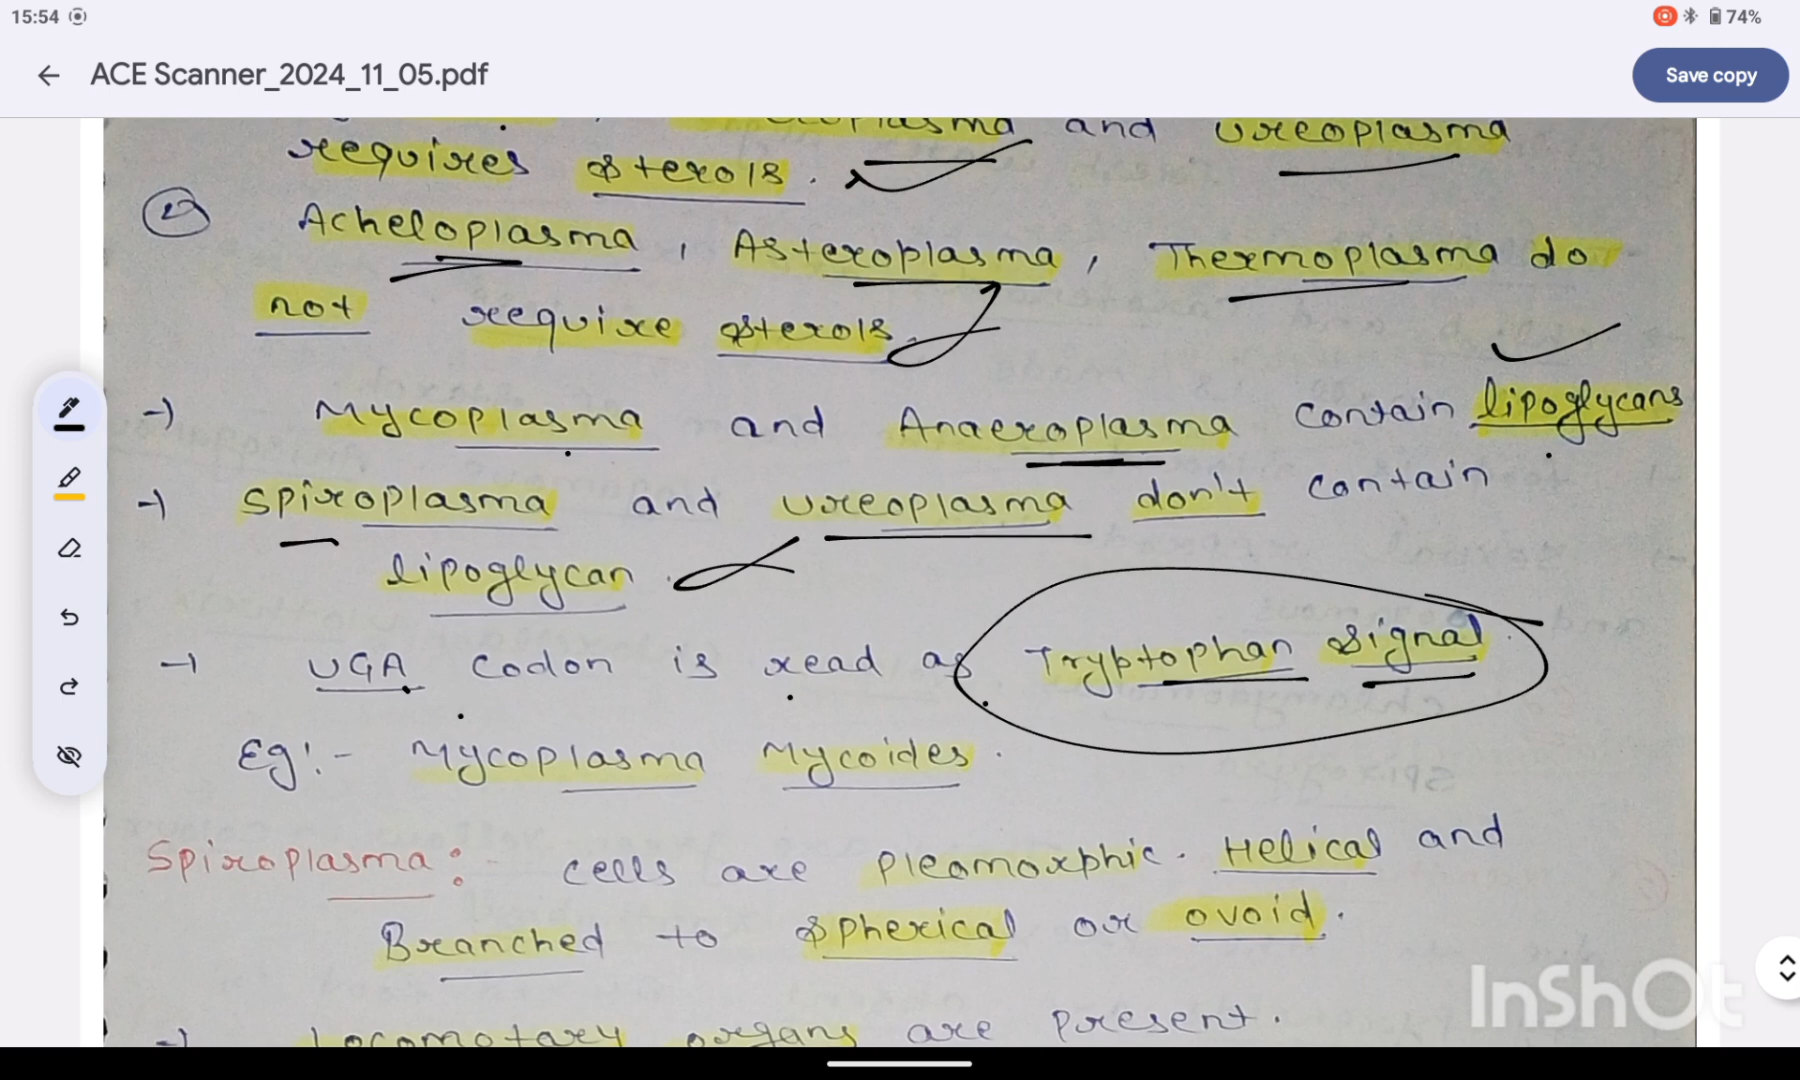 15:54
74%
ACE Scanner_2024_11_05.pdf
Save copy
and Ureoplasma
requires sterols.
Acheloplasma, Asteroplasma, Thermoplasma do
not require sterols.
→ Mycoplasma and Anaeroplasma contain lipoglycans
→ Spiroplasma and Ureoplasma don't contain
lipoglycan.
→ UGA codon is read as Tryptophan signal.
Eg:- Mycoplasma Mycoides.
Spiroplasma:- cells are Pleomorphic. Helical and
Branched to spherical or ovoid.
→ Locomotary organs are present.
InShOt